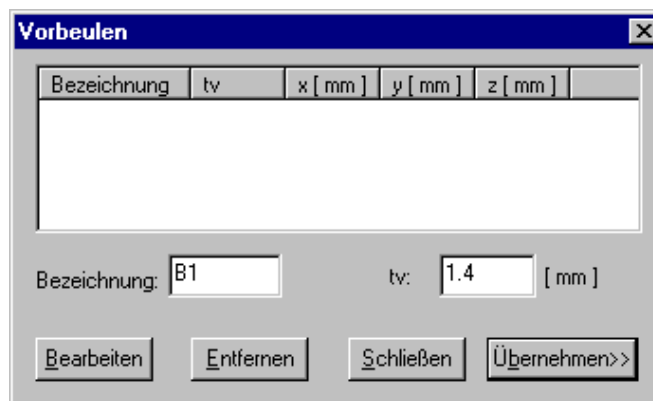 Vorbeulen
Bezeichnung tv x [ mm ] y [ mm ] z [ mm ]
Bezeichnung: B1 tv: 1.4 [ mm ]
Bearbeiten Entfernen Schließen Übernehmen>>